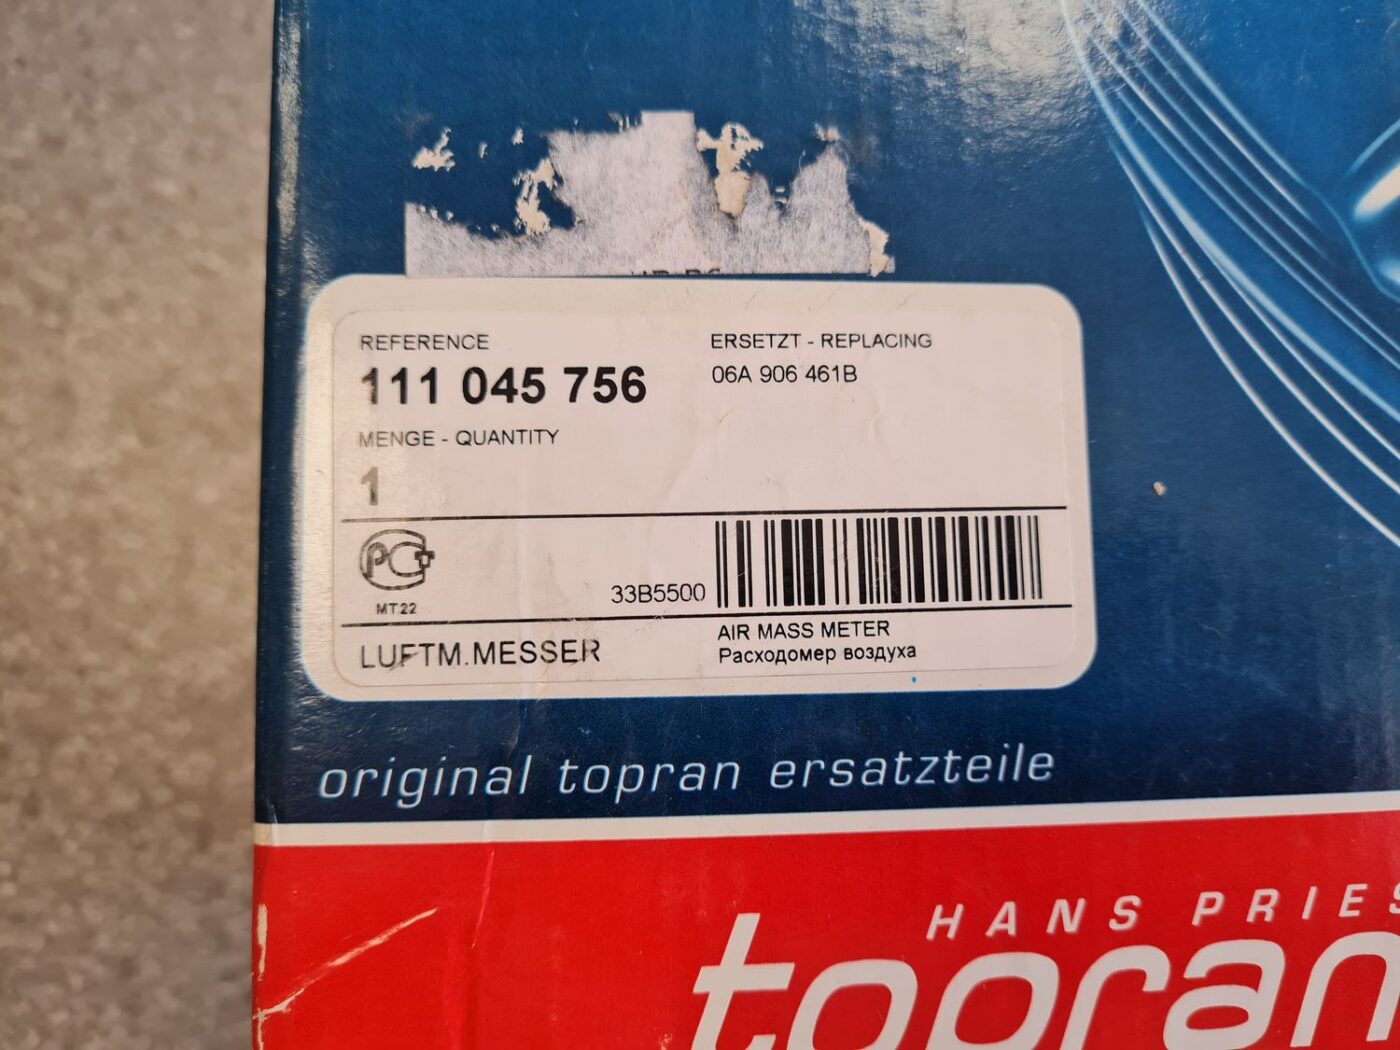 REFERENCE
111 045 756
MENGE - QUANTITY
1
ERSETZT - REPLACING
06A 906 461B
PCT
MT22
33B5500
LUFTM.MESSER
AIR MASS METER
Расходомер воздуха
original topran ersatzteile
HANS PRIES
topran